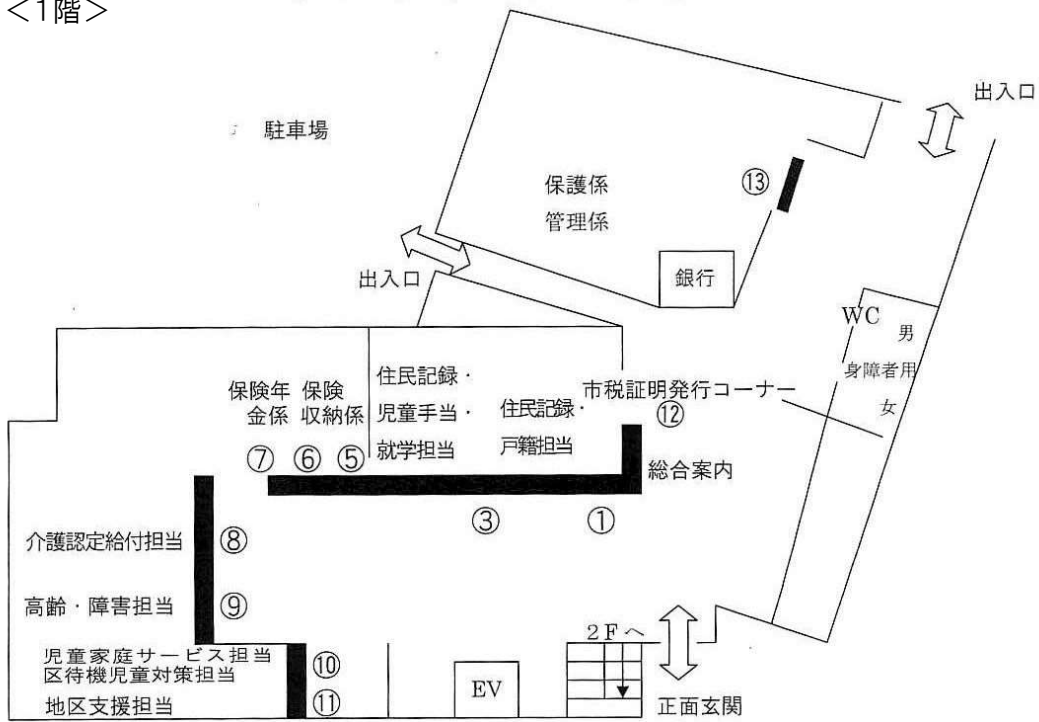 ＜1階＞
出入口
駐車場
⑬
保護係
管理係
出入口
銀行
WC
男
身障者用
女
保険年
金係
保険
収納係
住民記録・
児童手当・
就学担当
住民記録・
戸籍担当
市税証明発行コーナー
⑫
⑦
⑥
⑤
総合案内
③
①
介護認定給付担当
⑧
高齢・障害担当
⑨
児童家庭サービス担当
区待機児童対策担当
⑩
地区支援担当
⑪
EV
2Fへ
正面玄関